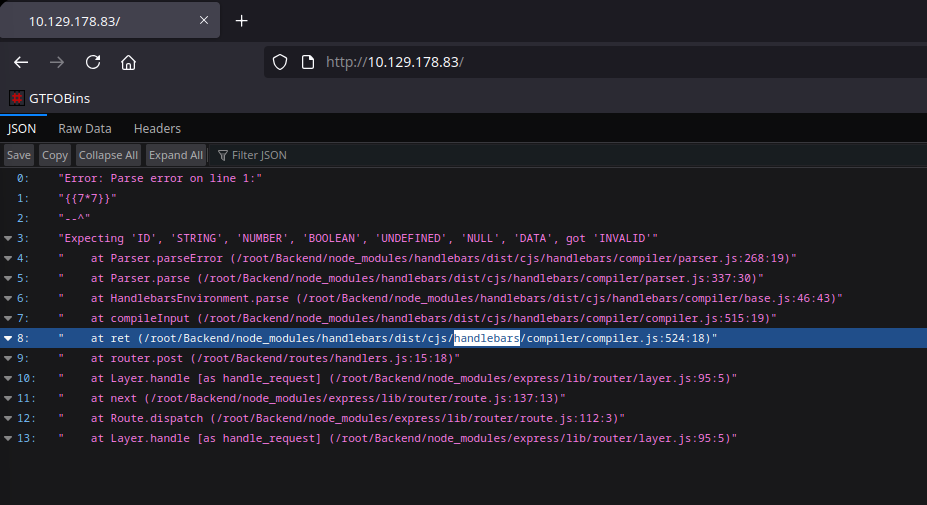 10.129.178.83/
http://10.129.178.83/
GTFOBins
JSON Raw Data Headers
Save Copy Collapse All Expand All Filter JSON
0: "Error: Parse error on line 1:"
1: "{{7*7}}"
2: "--^"
3: "Expecting 'ID', 'STRING', 'NUMBER', 'BOOLEAN', 'UNDEFINED', 'NULL', 'DATA', got 'INVALID'"
4: " at Parser.parseError (/root/Backend/node_modules/handlebars/dist/cjs/handlebars/compiler/parser.js:268:19)"
5: " at Parser.parse (/root/Backend/node_modules/handlebars/dist/cjs/handlebars/compiler/parser.js:337:30)"
6: " at HandlebarsEnvironment.parse (/root/Backend/node_modules/handlebars/dist/cjs/handlebars/compiler/base.js:46:43)"
7: " at compileInput (/root/Backend/node_modules/handlebars/dist/cjs/handlebars/compiler/compiler.js:515:19)"
8: " at ret (/root/Backend/node_modules/handlebars/dist/cjs/handlebars/compiler/compiler.js:524:18)"
9: " at router.post (/root/Backend/routes/handlers.js:15:18)"
10: " at Layer.handle [as handle_request] (/root/Backend/node_modules/express/lib/router/layer.js:95:5)"
11: " at next (/root/Backend/node_modules/express/lib/router/route.js:137:13)"
12: " at Route.dispatch (/root/Backend/node_modules/express/lib/router/route.js:112:3)"
13: " at Layer.handle [as handle_request] (/root/Backend/node_modules/express/lib/router/layer.js:95:5)"